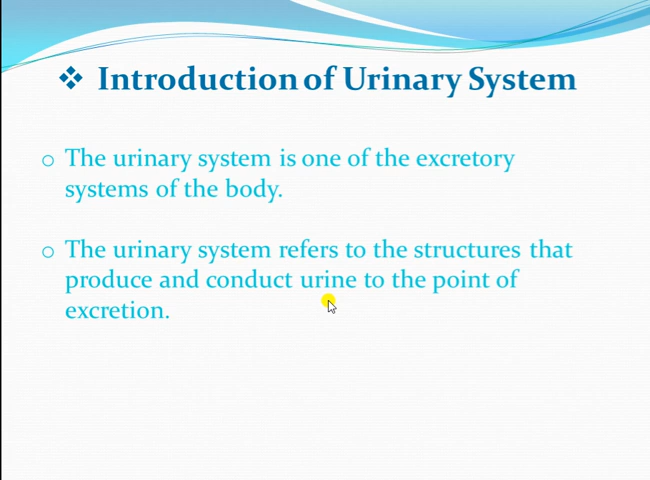 ❖ Introduction of Urinary System
o The urinary system is one of the excretory
systems of the body.
o The urinary system refers to the structures that
produce and conduct urine to the point of
excretion.